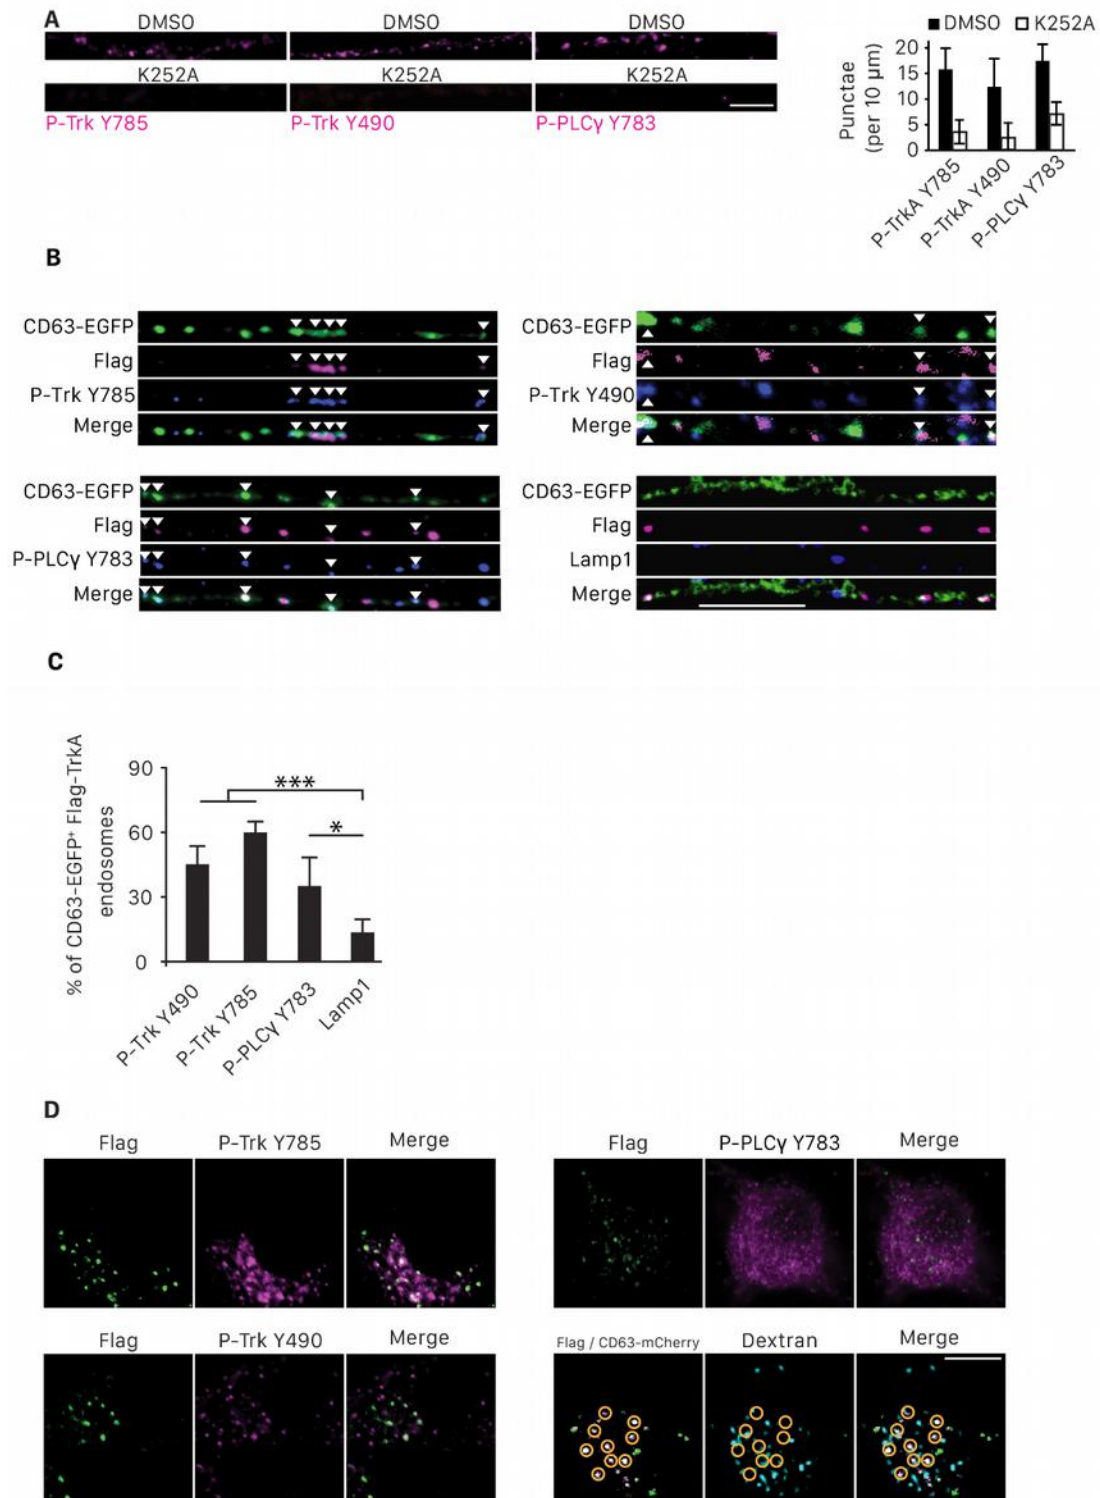 A
DMSO DMSO DMSO
K252A K252A K252A
P-Trk Y785 P-Trk Y490 P-PLCγ Y783
DMSO K252A
Punctae
(per 10 μm)
20
15
10
5
0
P-TrkA Y785
P-TrkA Y490
P-PLCγ Y783
B
CD63-EGFP
Flag
P-Trk Y785
Merge
CD63-EGFP
Flag
P-Trk Y490
Merge
CD63-EGFP
Flag
P-PLCγ Y783
Merge
CD63-EGFP
Flag
Lamp1
Merge
C
% of CD63-EGFP⁺ Flag-TrkA
endosomes
90
60
30
0
***
*
P-Trk Y490
P-Trk Y785
P-PLCγ Y783
Lamp1
D
Flag P-Trk Y785 Merge
Flag P-PLCγ Y783 Merge
Flag P-Trk Y490 Merge
Flag / CD63-mCherry Dextran Merge